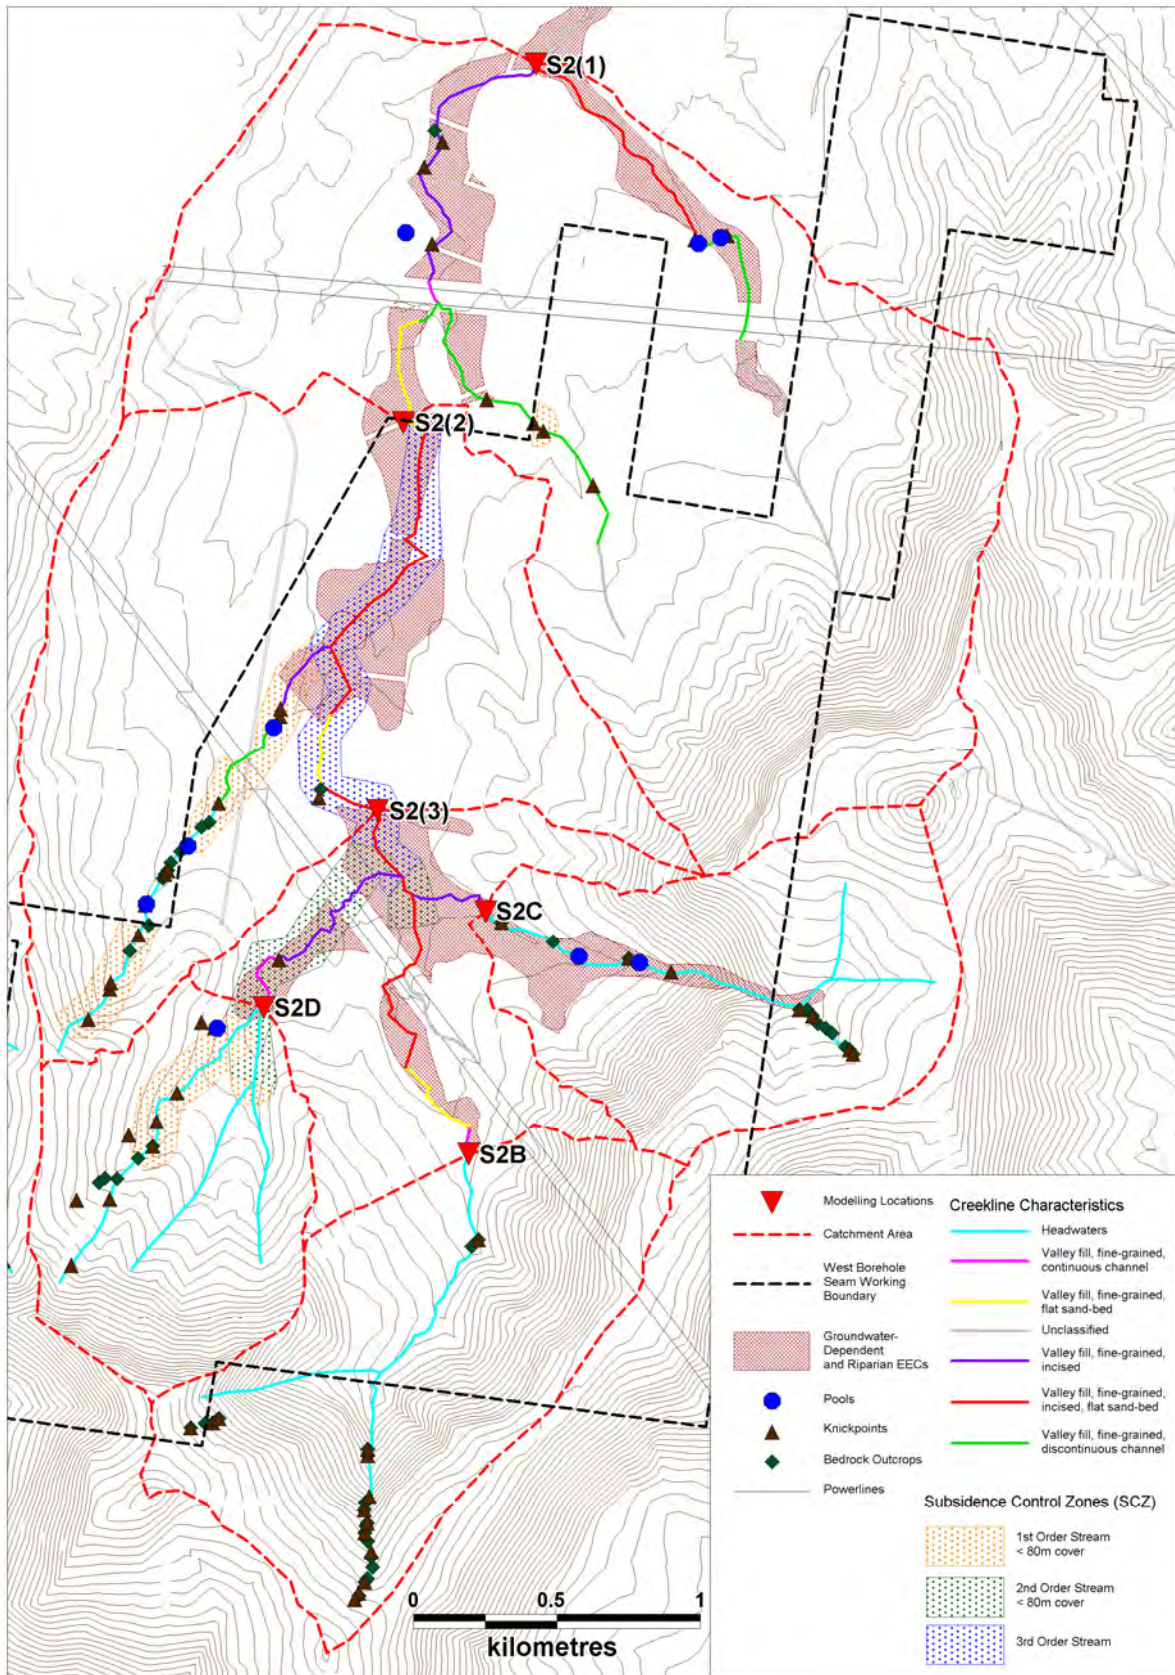 S2(1)
S2(2)
S2(3)
S2C
S2D
S2B
Modelling Locations
Catchment Area
West Borehole
Seam Working
Boundary
Groundwater-
Dependent
and Riparian EECs
Pools
Knickpoints
Bedrock Outcrops
Powerlines
Creekline Characteristics
Headwaters
Valley fill, fine-grained,
continuous channel
Valley fill, fine-grained,
flat sand-bed
Unclassified
Valley fill, fine-grained,
incised
Valley fill, fine-grained,
incised, flat sand-bed
Valley fill, fine-grained,
discontinuous channel
Subsidence Control Zones (SCZ)
1st Order Stream
< 80m cover
2nd Order Stream
< 80m cover
3rd Order Stream
0 0.5 1
kilometres